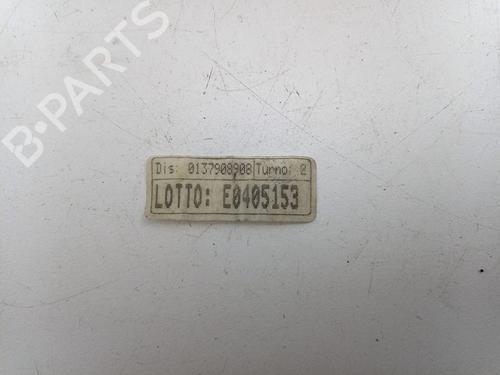 B-PARTS
Dis: 0137908908 Turno: 2
LOTTO: E0405153